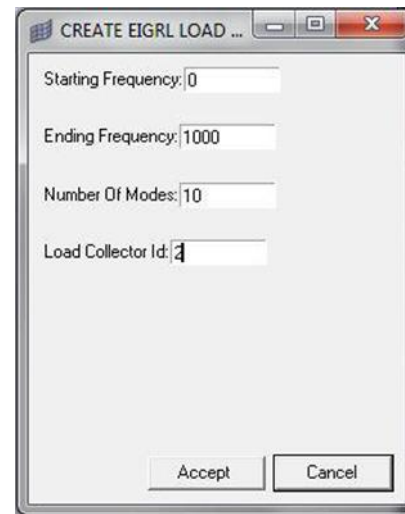 CREATE EIGRL LOAD ...
Starting Frequency: 0
Ending Frequency: 1000
Number Of Modes: 10
Load Collector Id: 2
Accept Cancel